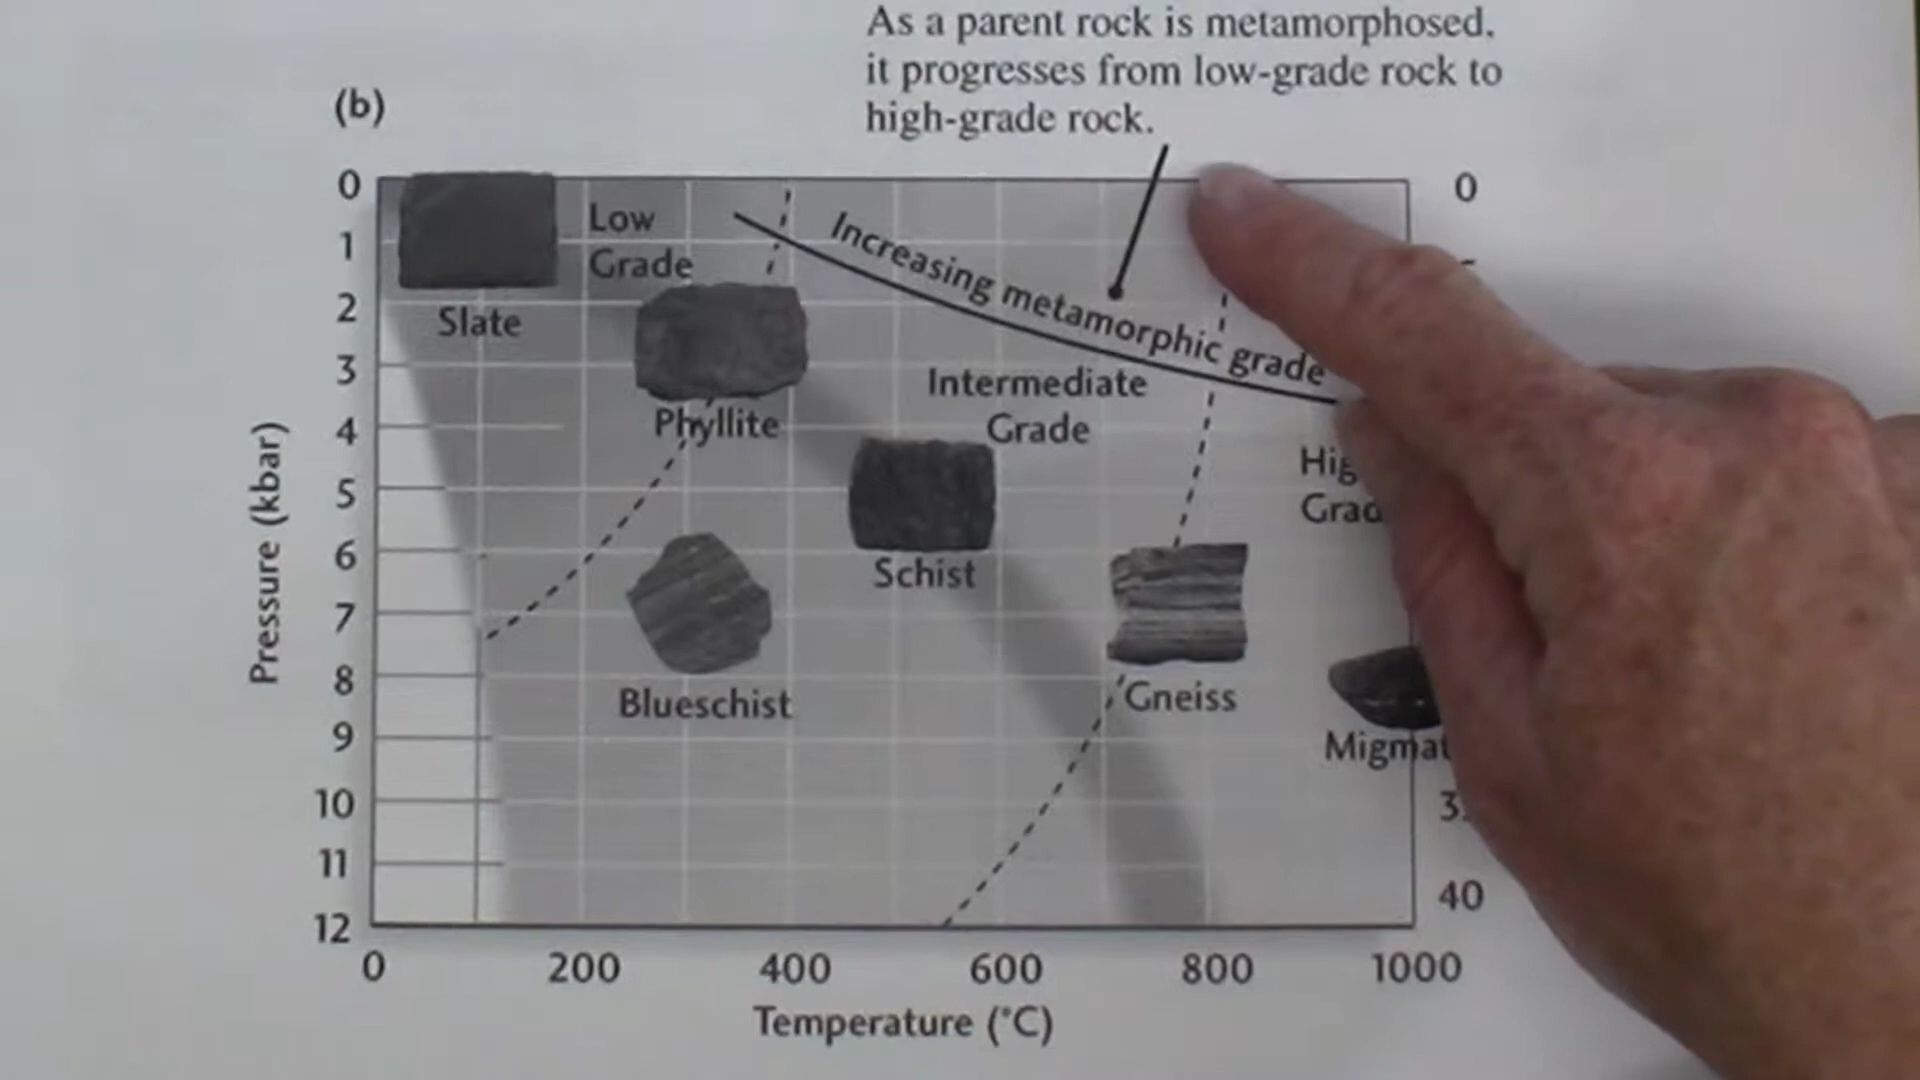 As a parent rock is metamorphosed,
it progresses from low-grade rock to
high-grade rock.
(b)
0
1
2
3
4
5
6
7
8
9
10
11
12
Pressure (kbar)
Slate
Low
Grade
Phyllite
Increasing metamorphic grade
Intermediate
Grade
Schist
Blueschist
Gneiss
0
40
0 200 400 600 800 1000
Temperature (°C)